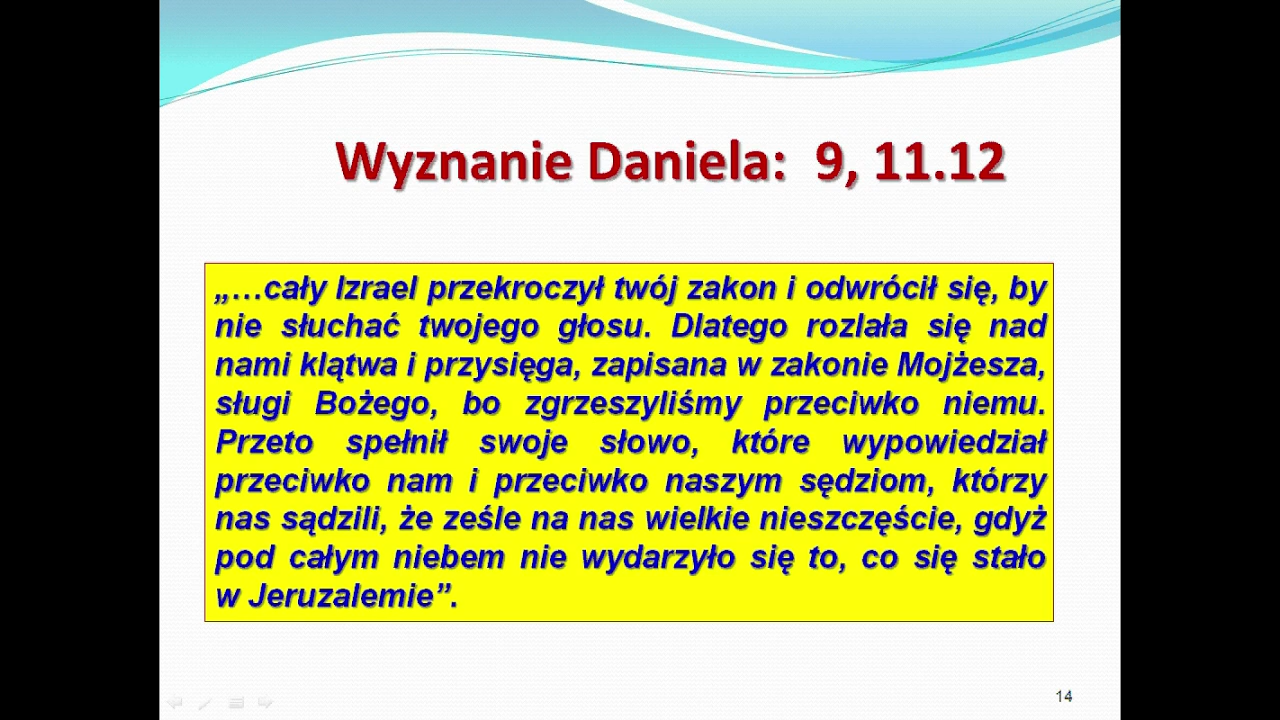 Wyznanie Daniela: 9, 11.12
„…cały Izrael przekroczył twój zakon i odwrócił się, by
nie słuchać twojego głosu. Dlatego rozlała się nad
nami klątwa i przysięga, zapisana w zakonie Mojżesza,
sługi Bożego, bo zgrzeszyliśmy przeciwko niemu.
Przeto spełnił swoje słowo, które wypowiedział
przeciwko nam i przeciwko naszym sędziom, którzy
nas sądzili, że ześle na nas wielkie nieszczęście, gdyż
pod całym niebem nie wydarzyło się to, co się stało
w Jeruzalemie”.
14